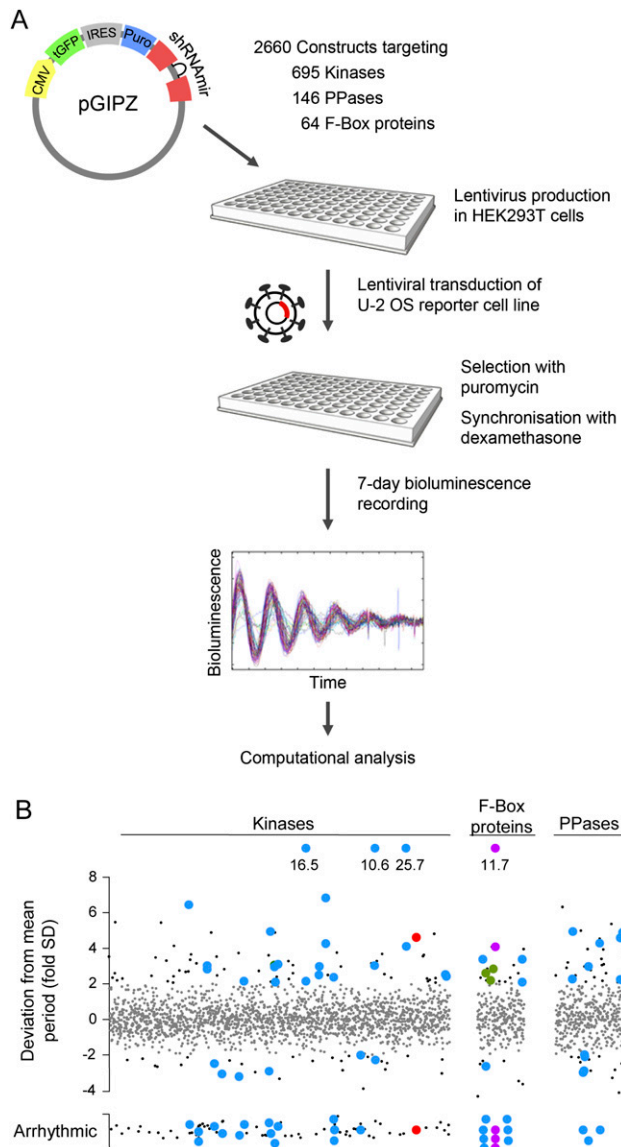 A
CMV
tGFP
IRES
Puro
shRNAmir
pGIPZ
2660 Constructs targeting
695 Kinases
146 PPases
64 F-Box proteins
Lentivirus production
in HEK293T cells
Lentiviral transduction of
U-2 OS reporter cell line
Selection with
puromycin
Synchronisation with
dexamethasone
7-day bioluminescence
recording
Bioluminescence
Time
Computational analysis
B
Kinases
F-Box
proteins
PPases
16.5 10.6 25.7 11.7
Deviation from mean
period (fold SD)
8
6
4
2
0
-2
-4
Arrhythmic